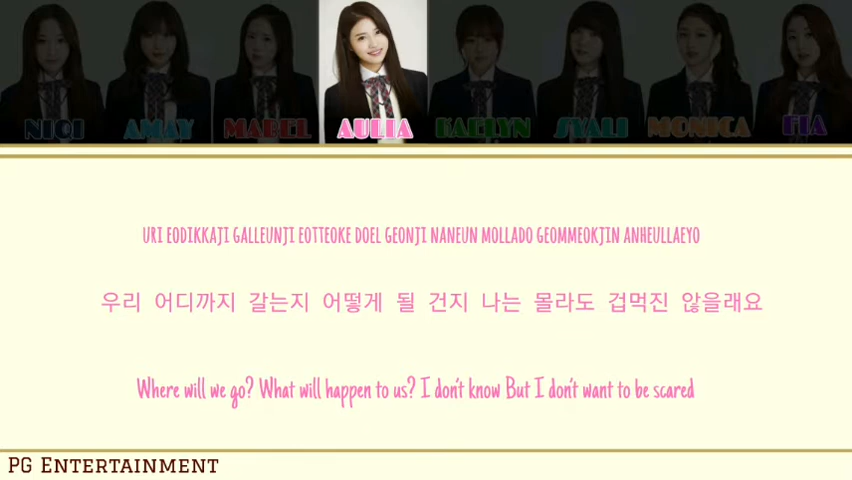 NICI AMAY MABEL AULIA KAELYN SYALI MONICA FIA
URI EODIKKAJI GALLEUNJI EOTTEOKE DOEL GEONJI NANEUN MOLLADO GEOMMEOKJIN ANHEULLAEYO
우리 어디까지 갈는지 어떻게 될 건지 나는 몰라도 겁먹진 않을래요
Where will we go? What will happen to us? I don't know But I don't want to be scared
PG ENTERTAINMENT